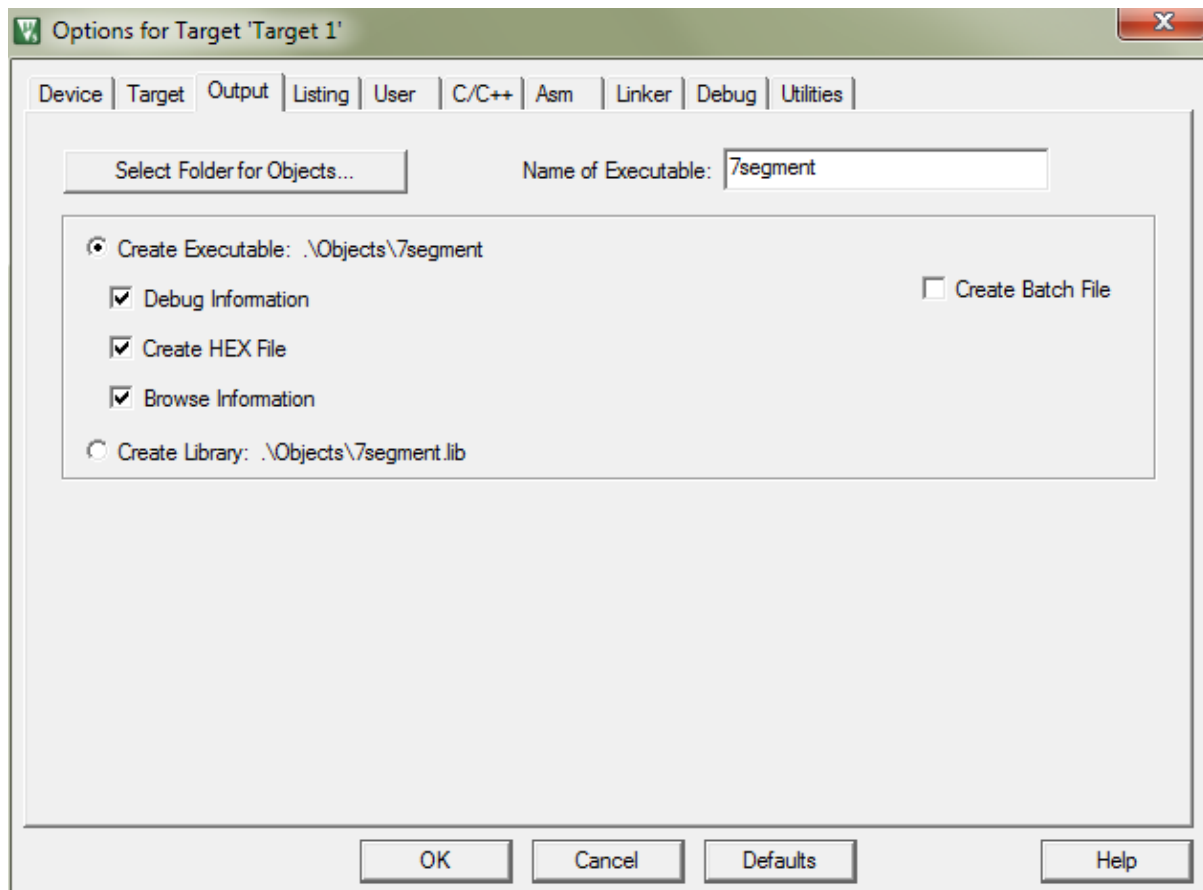 Options for Target 'Target 1'
Device Target Output Listing User C/C++ Asm Linker Debug Utilities
Select Folder for Objects... Name of Executable: 7segment
Create Executable: .\Objects\7segment
Debug Information Create Batch File
Create HEX File
Browse Information
Create Library: .\Objects\7segment.lib
OK Cancel Defaults Help